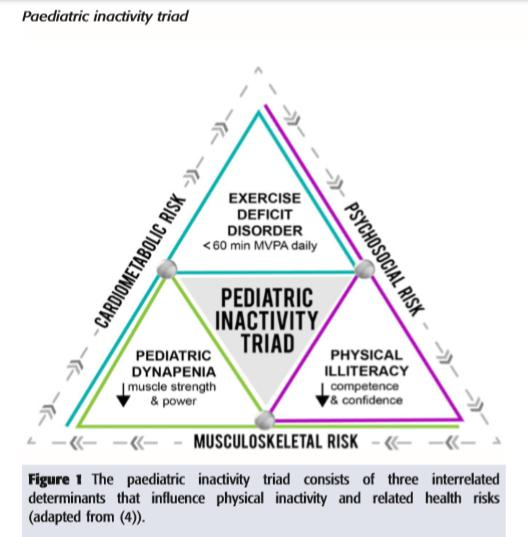 Paediatric inactivity triad
EXERCISE
DEFICIT
DISORDER
<60 min MVPA daily
CARDIOMETABOLIC RISK
PSYCHOSOCIAL RISK
PEDIATRIC
INACTIVITY
TRIAD
PEDIATRIC
DYNAPENIA
muscle strength
& power
PHYSICAL
ILLITERACY
competence
& confidence
MUSCULOSKELETAL RISK
Figure 1 The paediatric inactivity triad consists of three interrelated
determinants that influence physical inactivity and related health risks
(adapted from (4)).